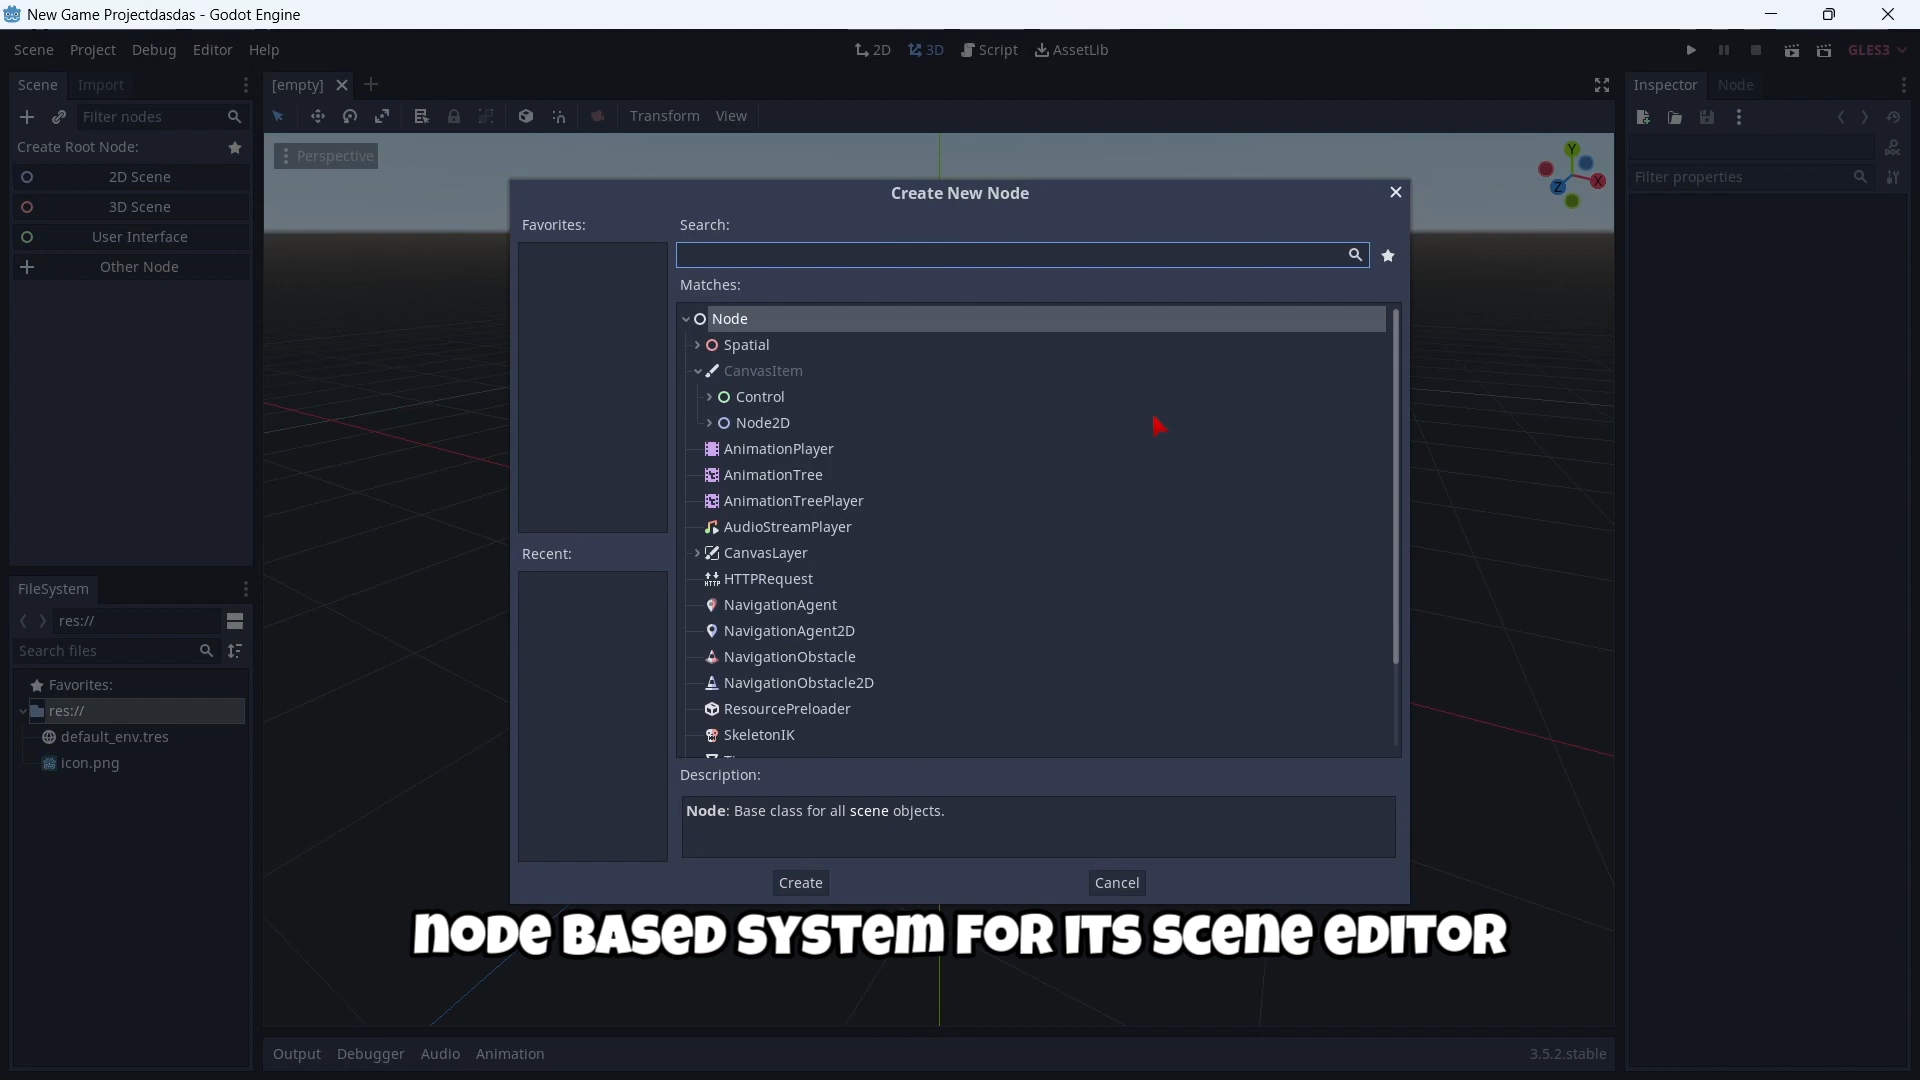 New Game Projectdasdas - Godot Engine
Scene Project Debug Editor Help
2D 3D Script AssetLib
GLES3
Scene Import
[empty]
Inspector Node
Filter nodes
Transform View
Create Root Node:
Perspective
Y
X
Z
Filter properties
2D Scene
3D Scene
User Interface
Other Node
Create New Node
Favorites:
Search:
Matches:
Node
Spatial
CanvasItem
Control
Node2D
AnimationPlayer
AnimationTree
AnimationTreePlayer
AudioStreamPlayer
CanvasLayer
HTTPRequest
NavigationAgent
NavigationAgent2D
NavigationObstacle
NavigationObstacle2D
ResourcePreloader
SkeletonIK
Recent:
Description:
Node: Base class for all scene objects.
Create Cancel
FileSystem
res://
Search files
Favorites:
res://
default_env.tres
icon.png
NODE BASED SYSTEM FOR ITS SCENE EDITOR
Output Debugger Audio Animation
3.5.2.stable